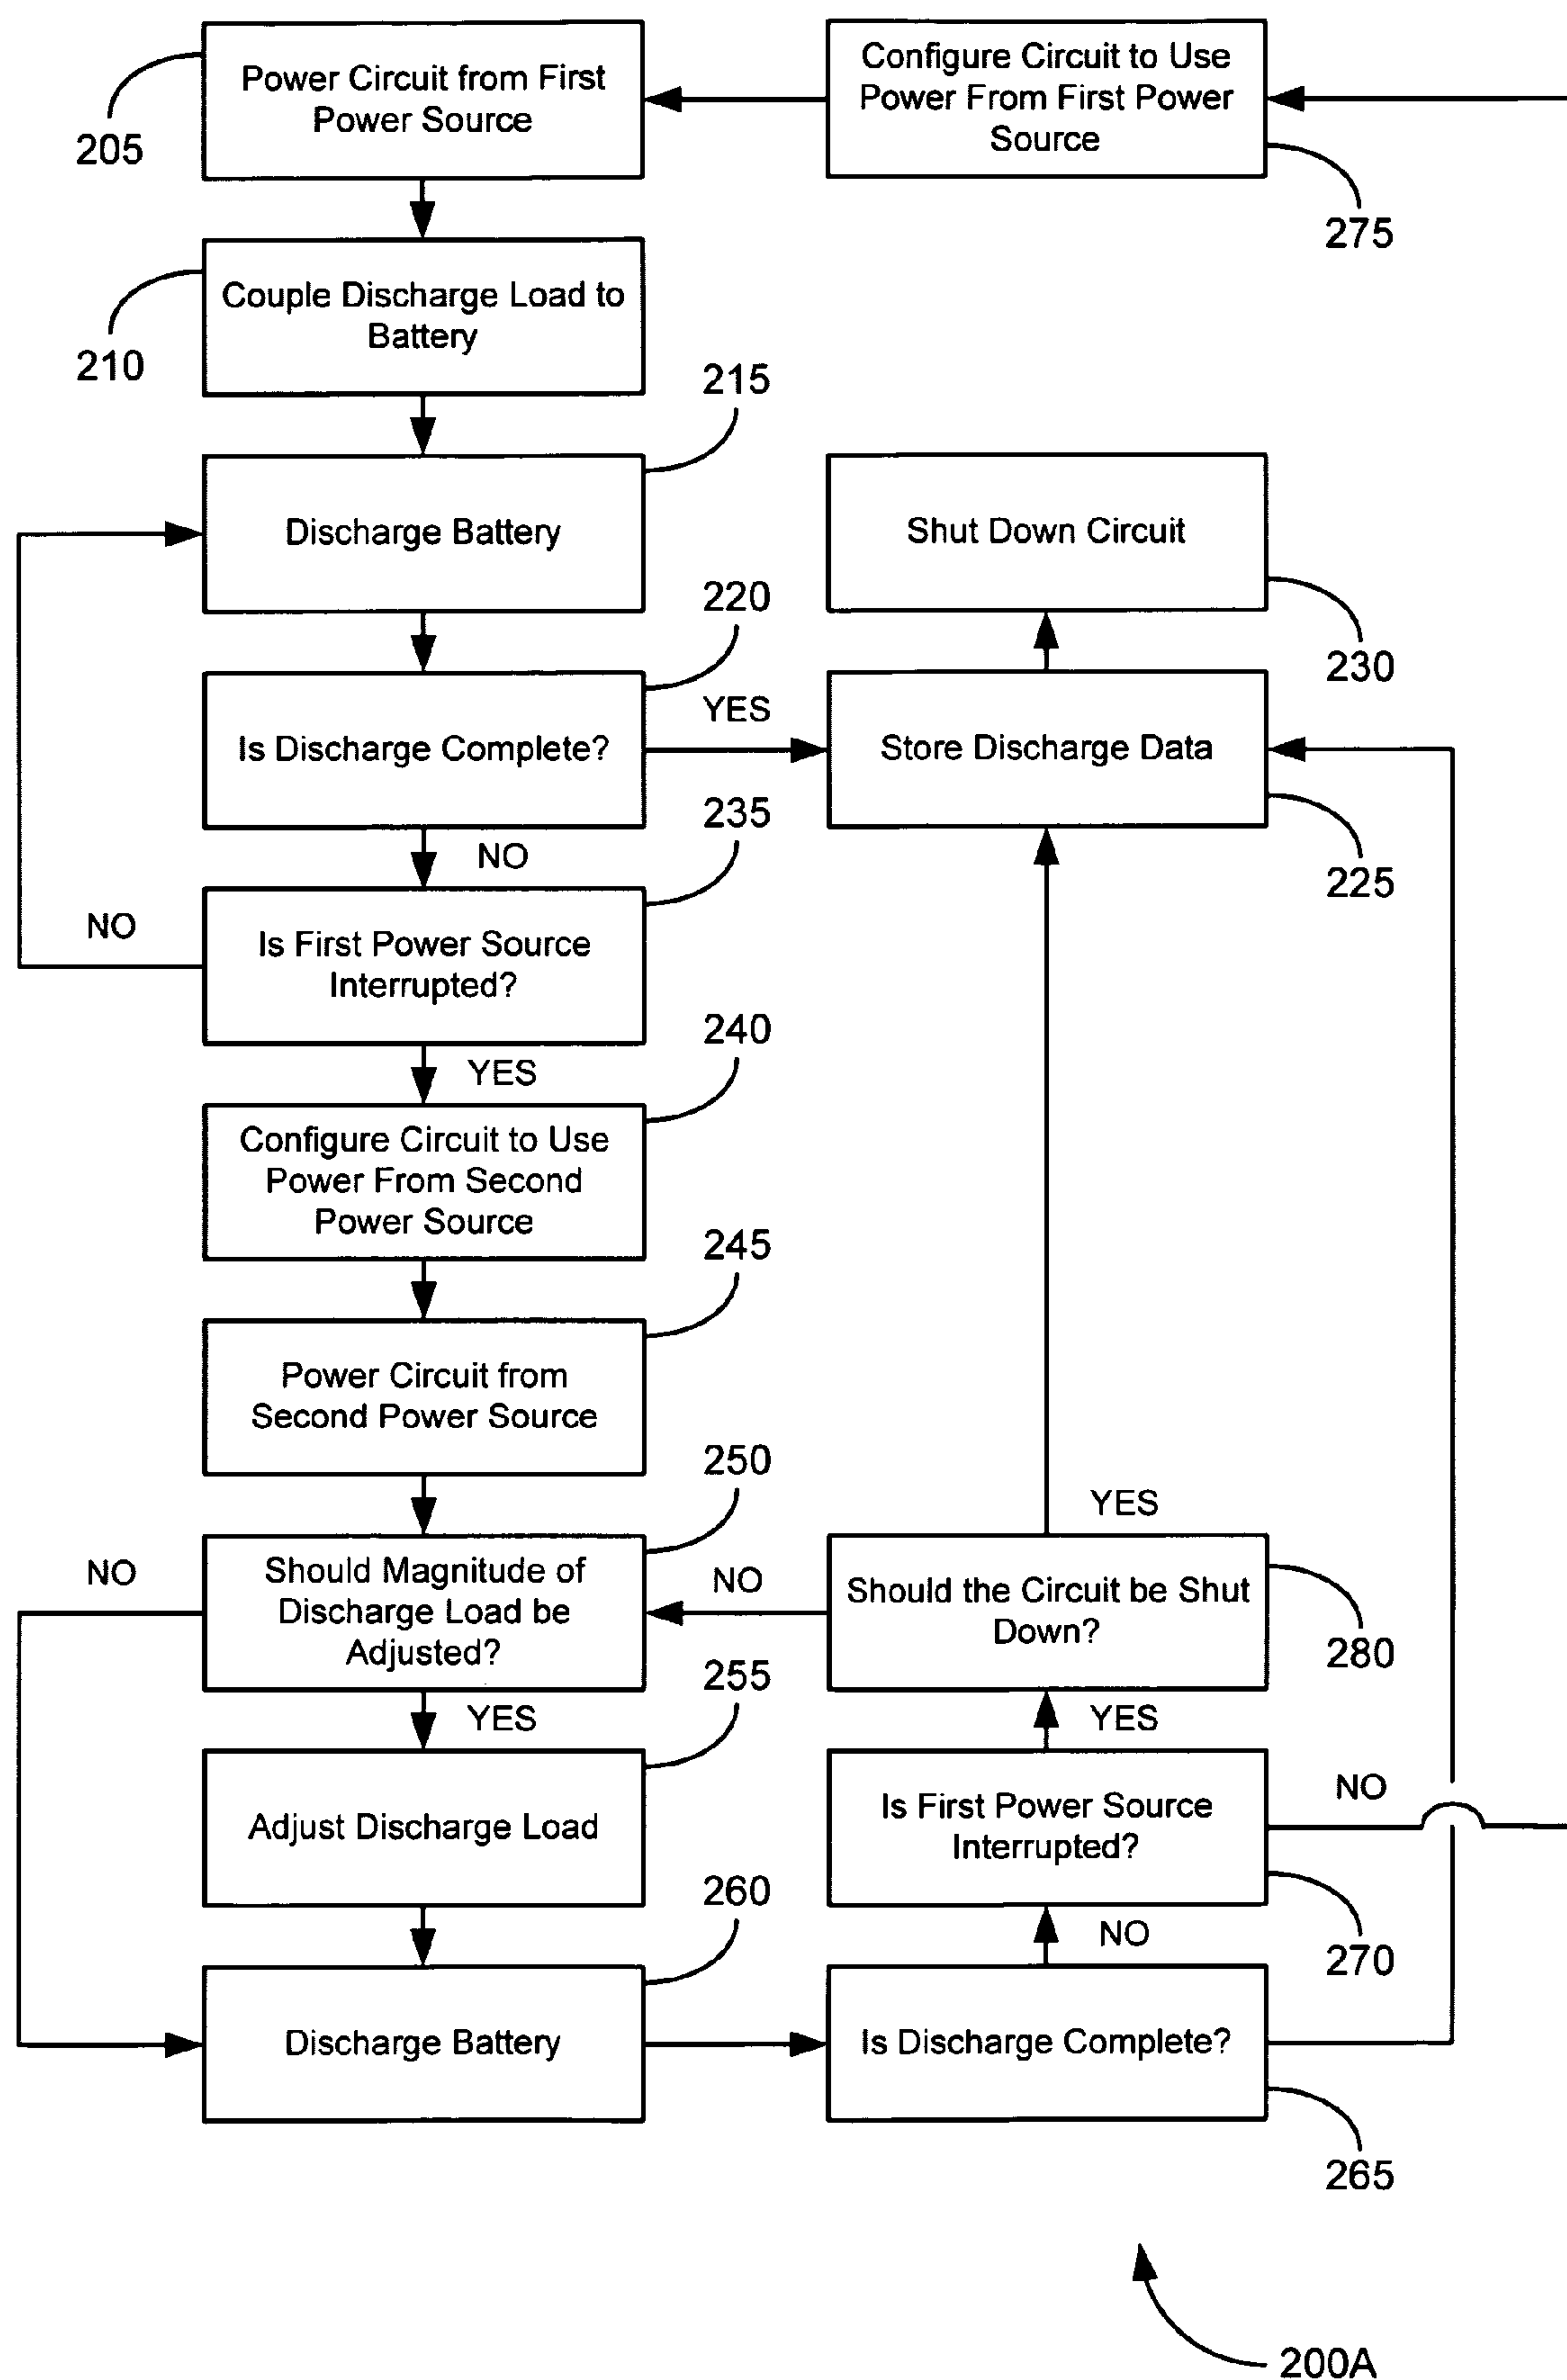 Power Circuit from First
Power Source
205
Configure Circuit to Use
Power From First Power
Source
275
Couple Discharge Load to
Battery
210
215
Discharge Battery
Shut Down Circuit
230
220
Is Discharge Complete?
YES
Store Discharge Data
225
NO
235
Is First Power Source
Interrupted?
NO
YES
240
Configure Circuit to Use
Power From Second
Power Source
245
Power Circuit from
Second Power Source
250
Should Magnitude of
Discharge Load be
Adjusted?
NO
NO
YES
Should the Circuit be Shut
Down?
280
YES
255
Adjust Discharge Load
YES
Is First Power Source
Interrupted?
NO
270
260
Discharge Battery
NO
Is Discharge Complete?
265
200A